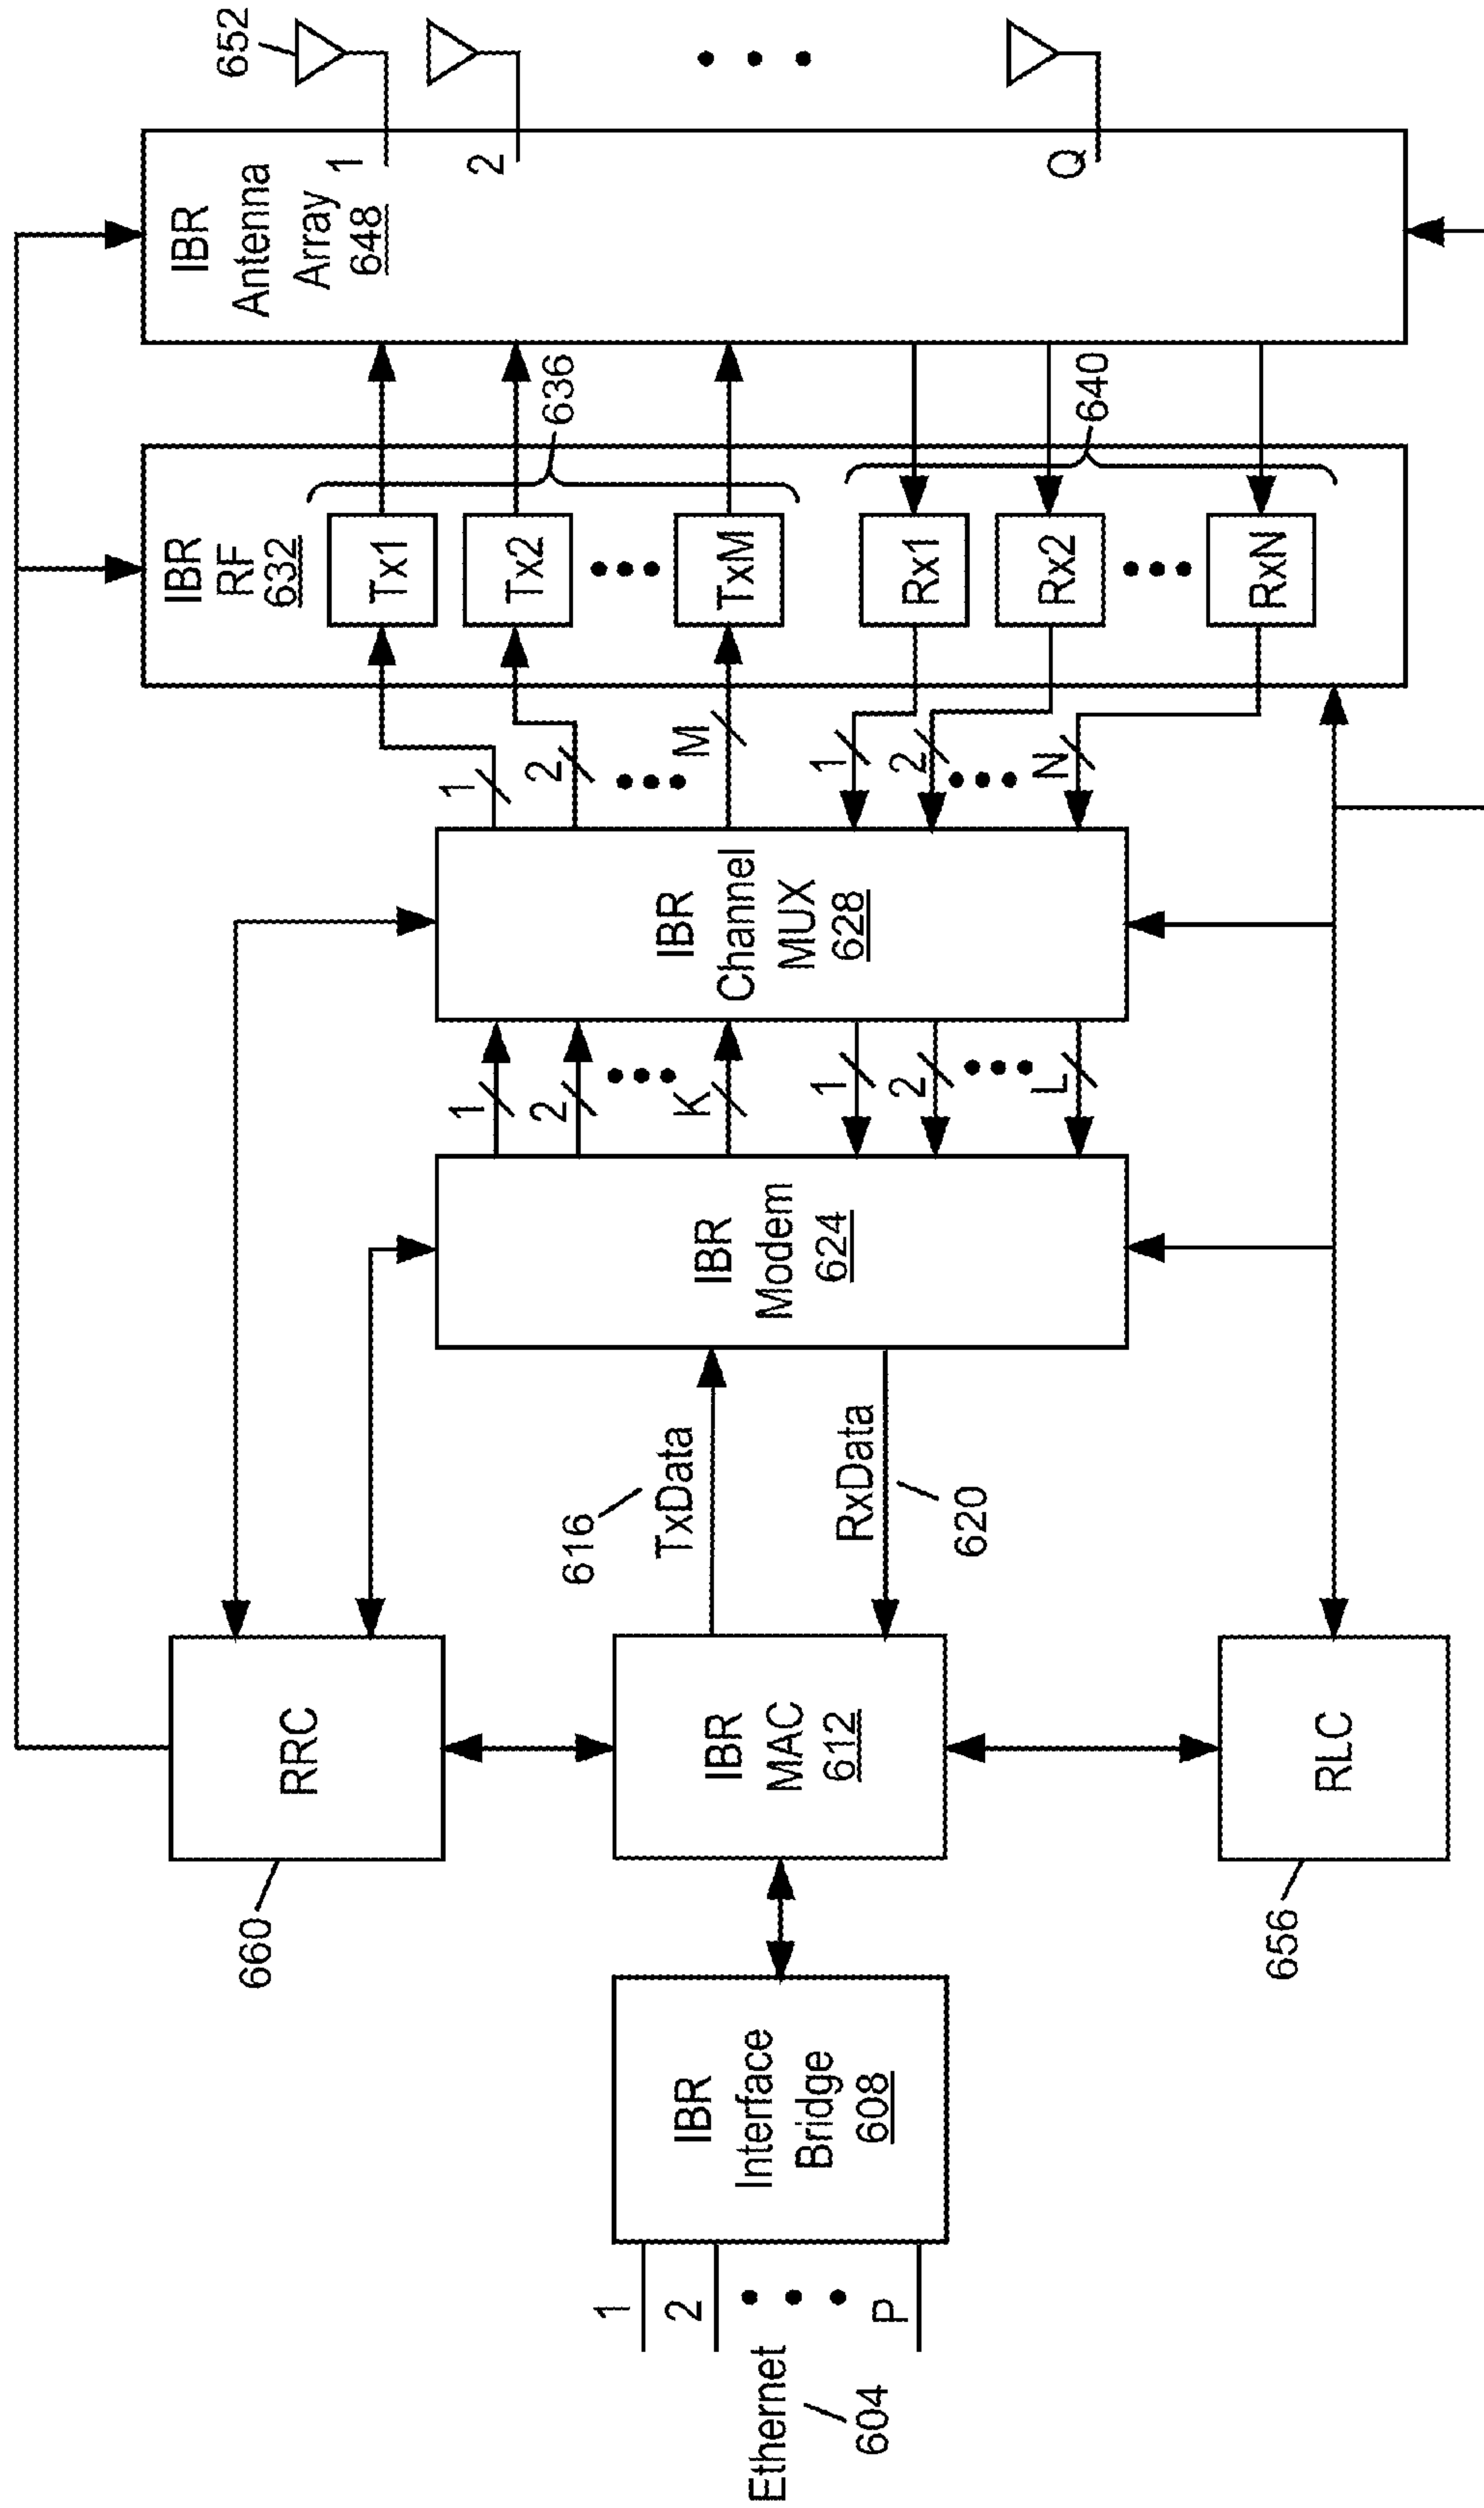 Ethernet
604
1
2
P
IBR
Interface
Bridge
608
660
RRC
IBR
MAC
612
656
RLC
616
TxData
RxData
620
IBR
Modem
624
1
2
K
1
2
L
IBR
Channel
MUX
628
1
2
M
1
2
N
IBR
RF
632
Tx1
Tx2
TxM
Rx1
Rx2
RxN
636
640
IBR
Antenna
Array
648
1
2
Q
652